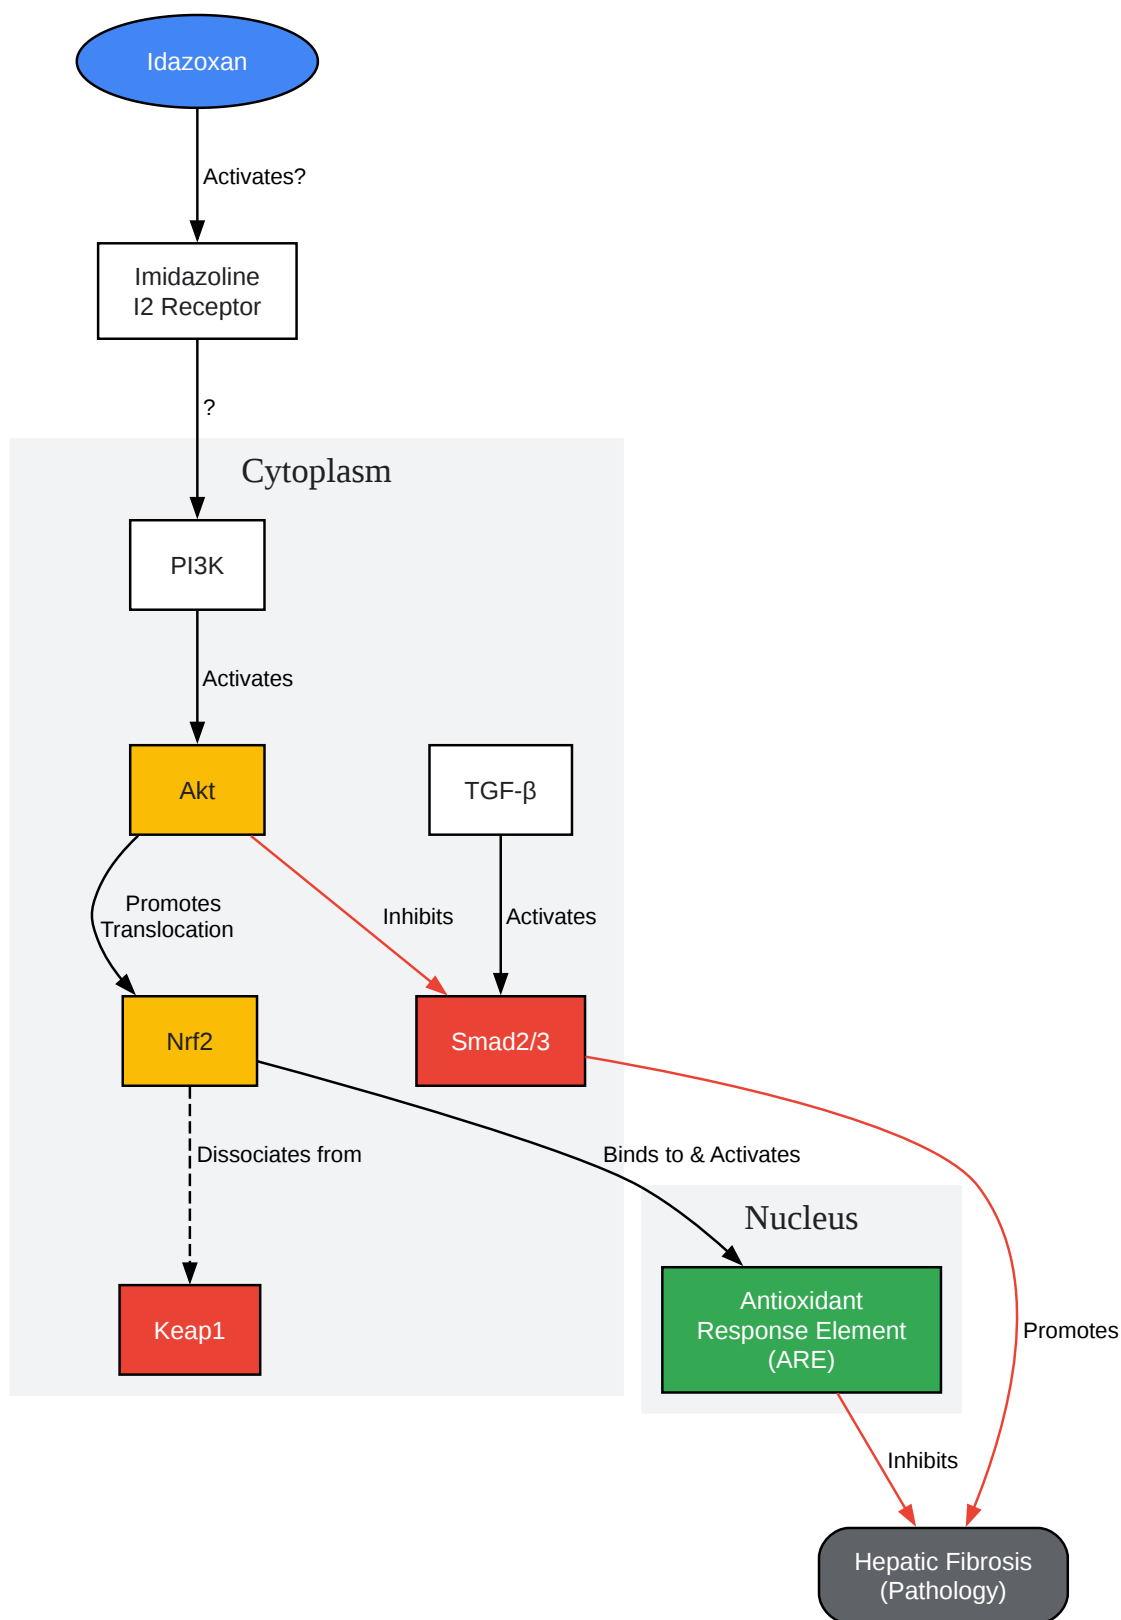 Idazoxan
Activates?
Imidazoline
I2 Receptor
?
Cytoplasm
PI3K
Activates
Akt
TGF-β
Promotes
Translocation
Inhibits
Activates
Nrf2
Smad2/3
Dissociates from
Binds to & Activates
Nucleus
Keap1
Antioxidant
Response Element
(ARE)
Promotes
Inhibits
Hepatic Fibrosis
(Pathology)